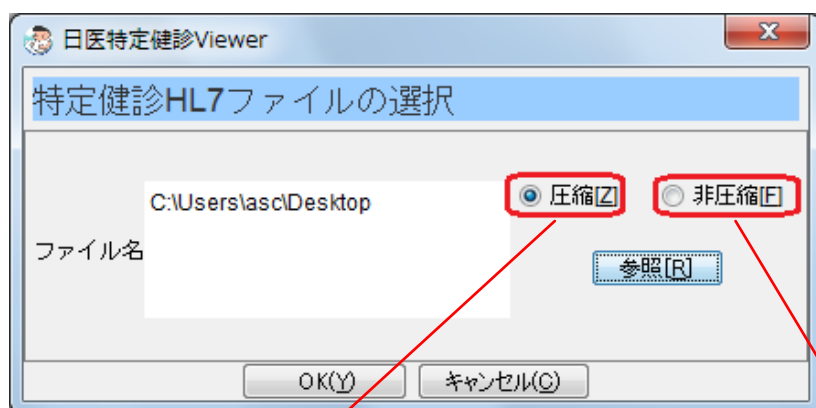 日医特定健診Viewer
特定健診HL7ファイルの選択
C:\Users\asc\Desktop
圧縮[Z]
非圧縮[F]
ファイル名
参照[R]
OK(Y)
キャンセル(C)